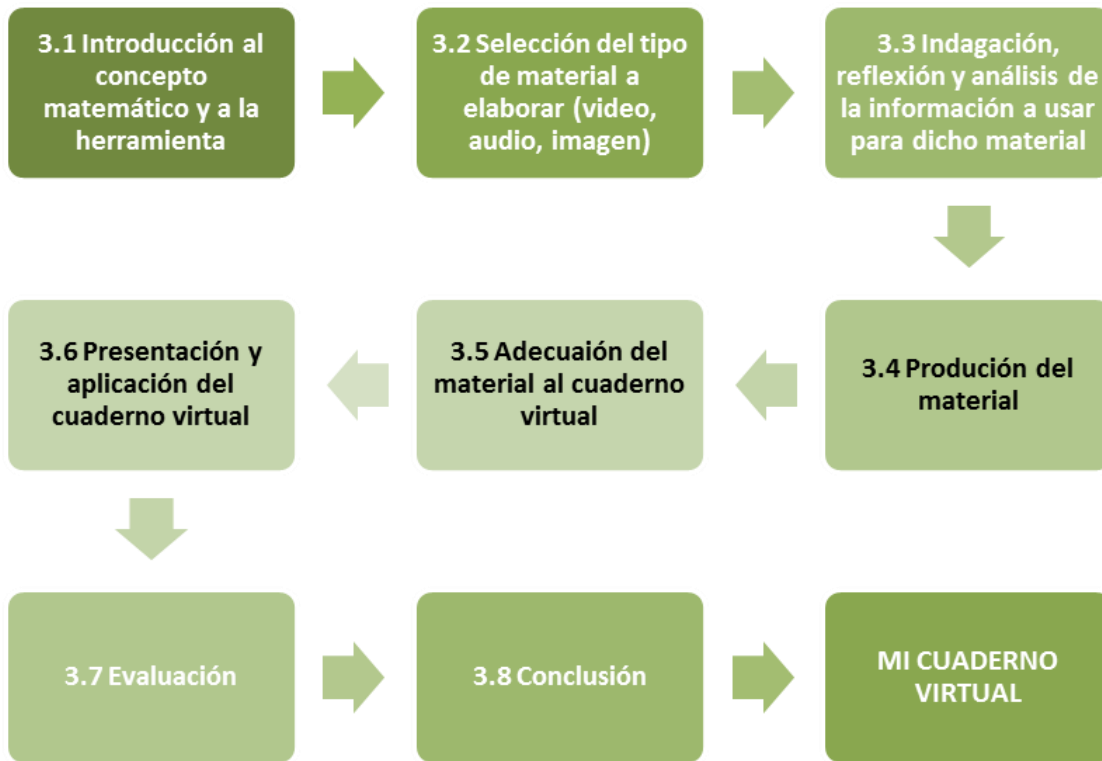 3.1 Introducción al
concepto
matemático y a la
herramienta
3.2 Selección del tipo
de material a
elaborar (video,
audio, imagen)
3.3 Indagación,
reflexión y análisis de
la información a usar
para dicho material
3.4 Produción del
material
3.5 Adecuaión del
material al cuaderno
virtual
3.6 Presentación y
aplicación del
cuaderno virtual
3.7 Evaluación
3.8 Conclusión
MI CUADERNO
VIRTUAL